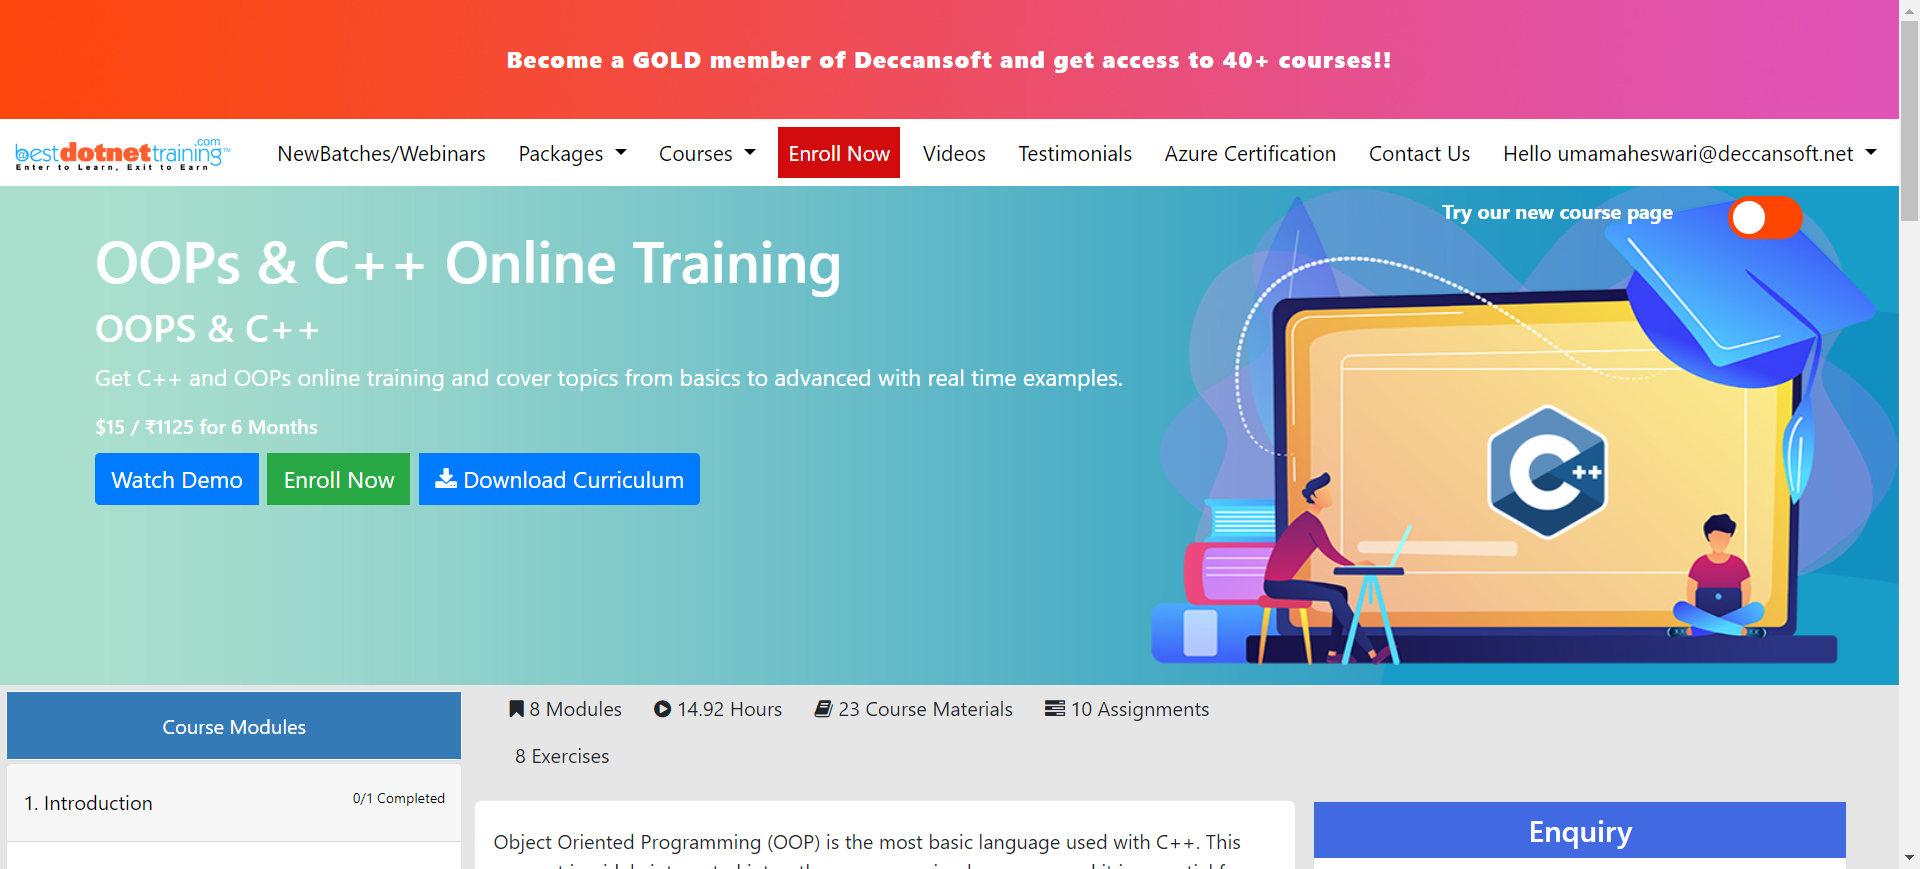 Become a GOLD member of Deccansoft and get access to 40+ courses!!
bestdotnettraining.com™
Enter to Learn, Exit to Earn
NewBatches/Webinars Packages Courses Enroll Now Videos Testimonials Azure Certification Contact Us Hello umamaheswari@deccansoft.net
Try our new course page
OOPs & C++ Online Training
OOPS & C++
Get C++ and OOPs online training and cover topics from basics to advanced with real time examples.
$15 / ₹1125 for 6 Months
Watch Demo Enroll Now Download Curriculum
C++
Course Modules
1. Introduction 0/1 Completed
8 Modules 14.92 Hours 23 Course Materials 10 Assignments
8 Exercises
Object Oriented Programming (OOP) is the most basic language used with C++. This
Enquiry